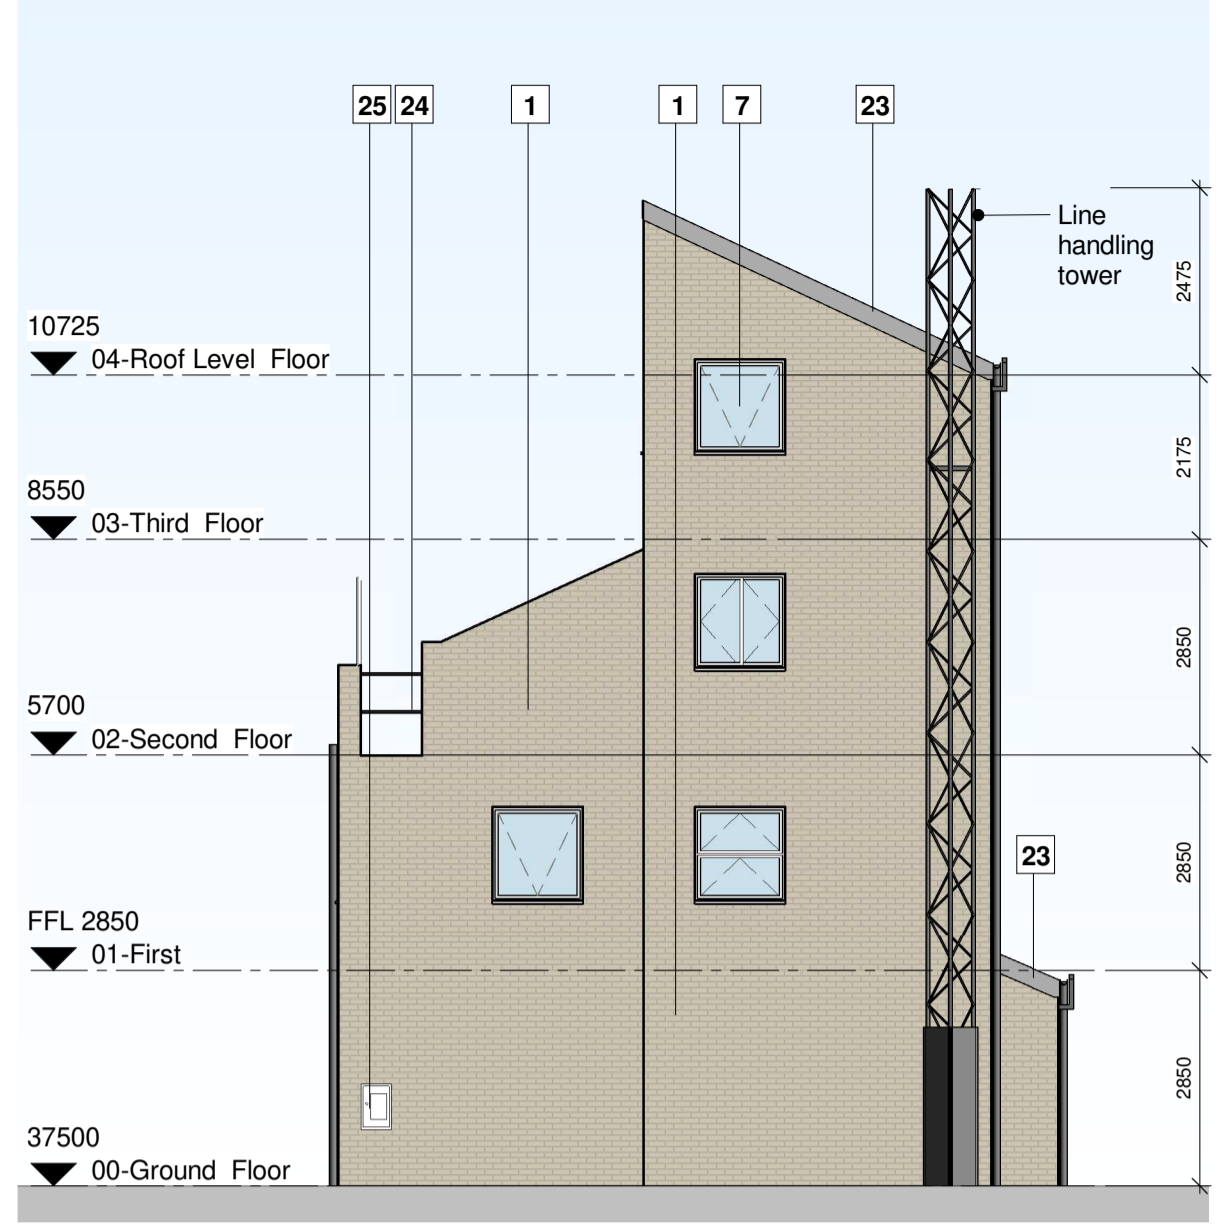 25 24 1 1 7 23
Line
handling
tower
2475
10725
04-Roof Level Floor
2175
8550
03-Third Floor
2850
5700
02-Second Floor
23
2850
FFL 2850
01-First
2850
37500
00-Ground Floor